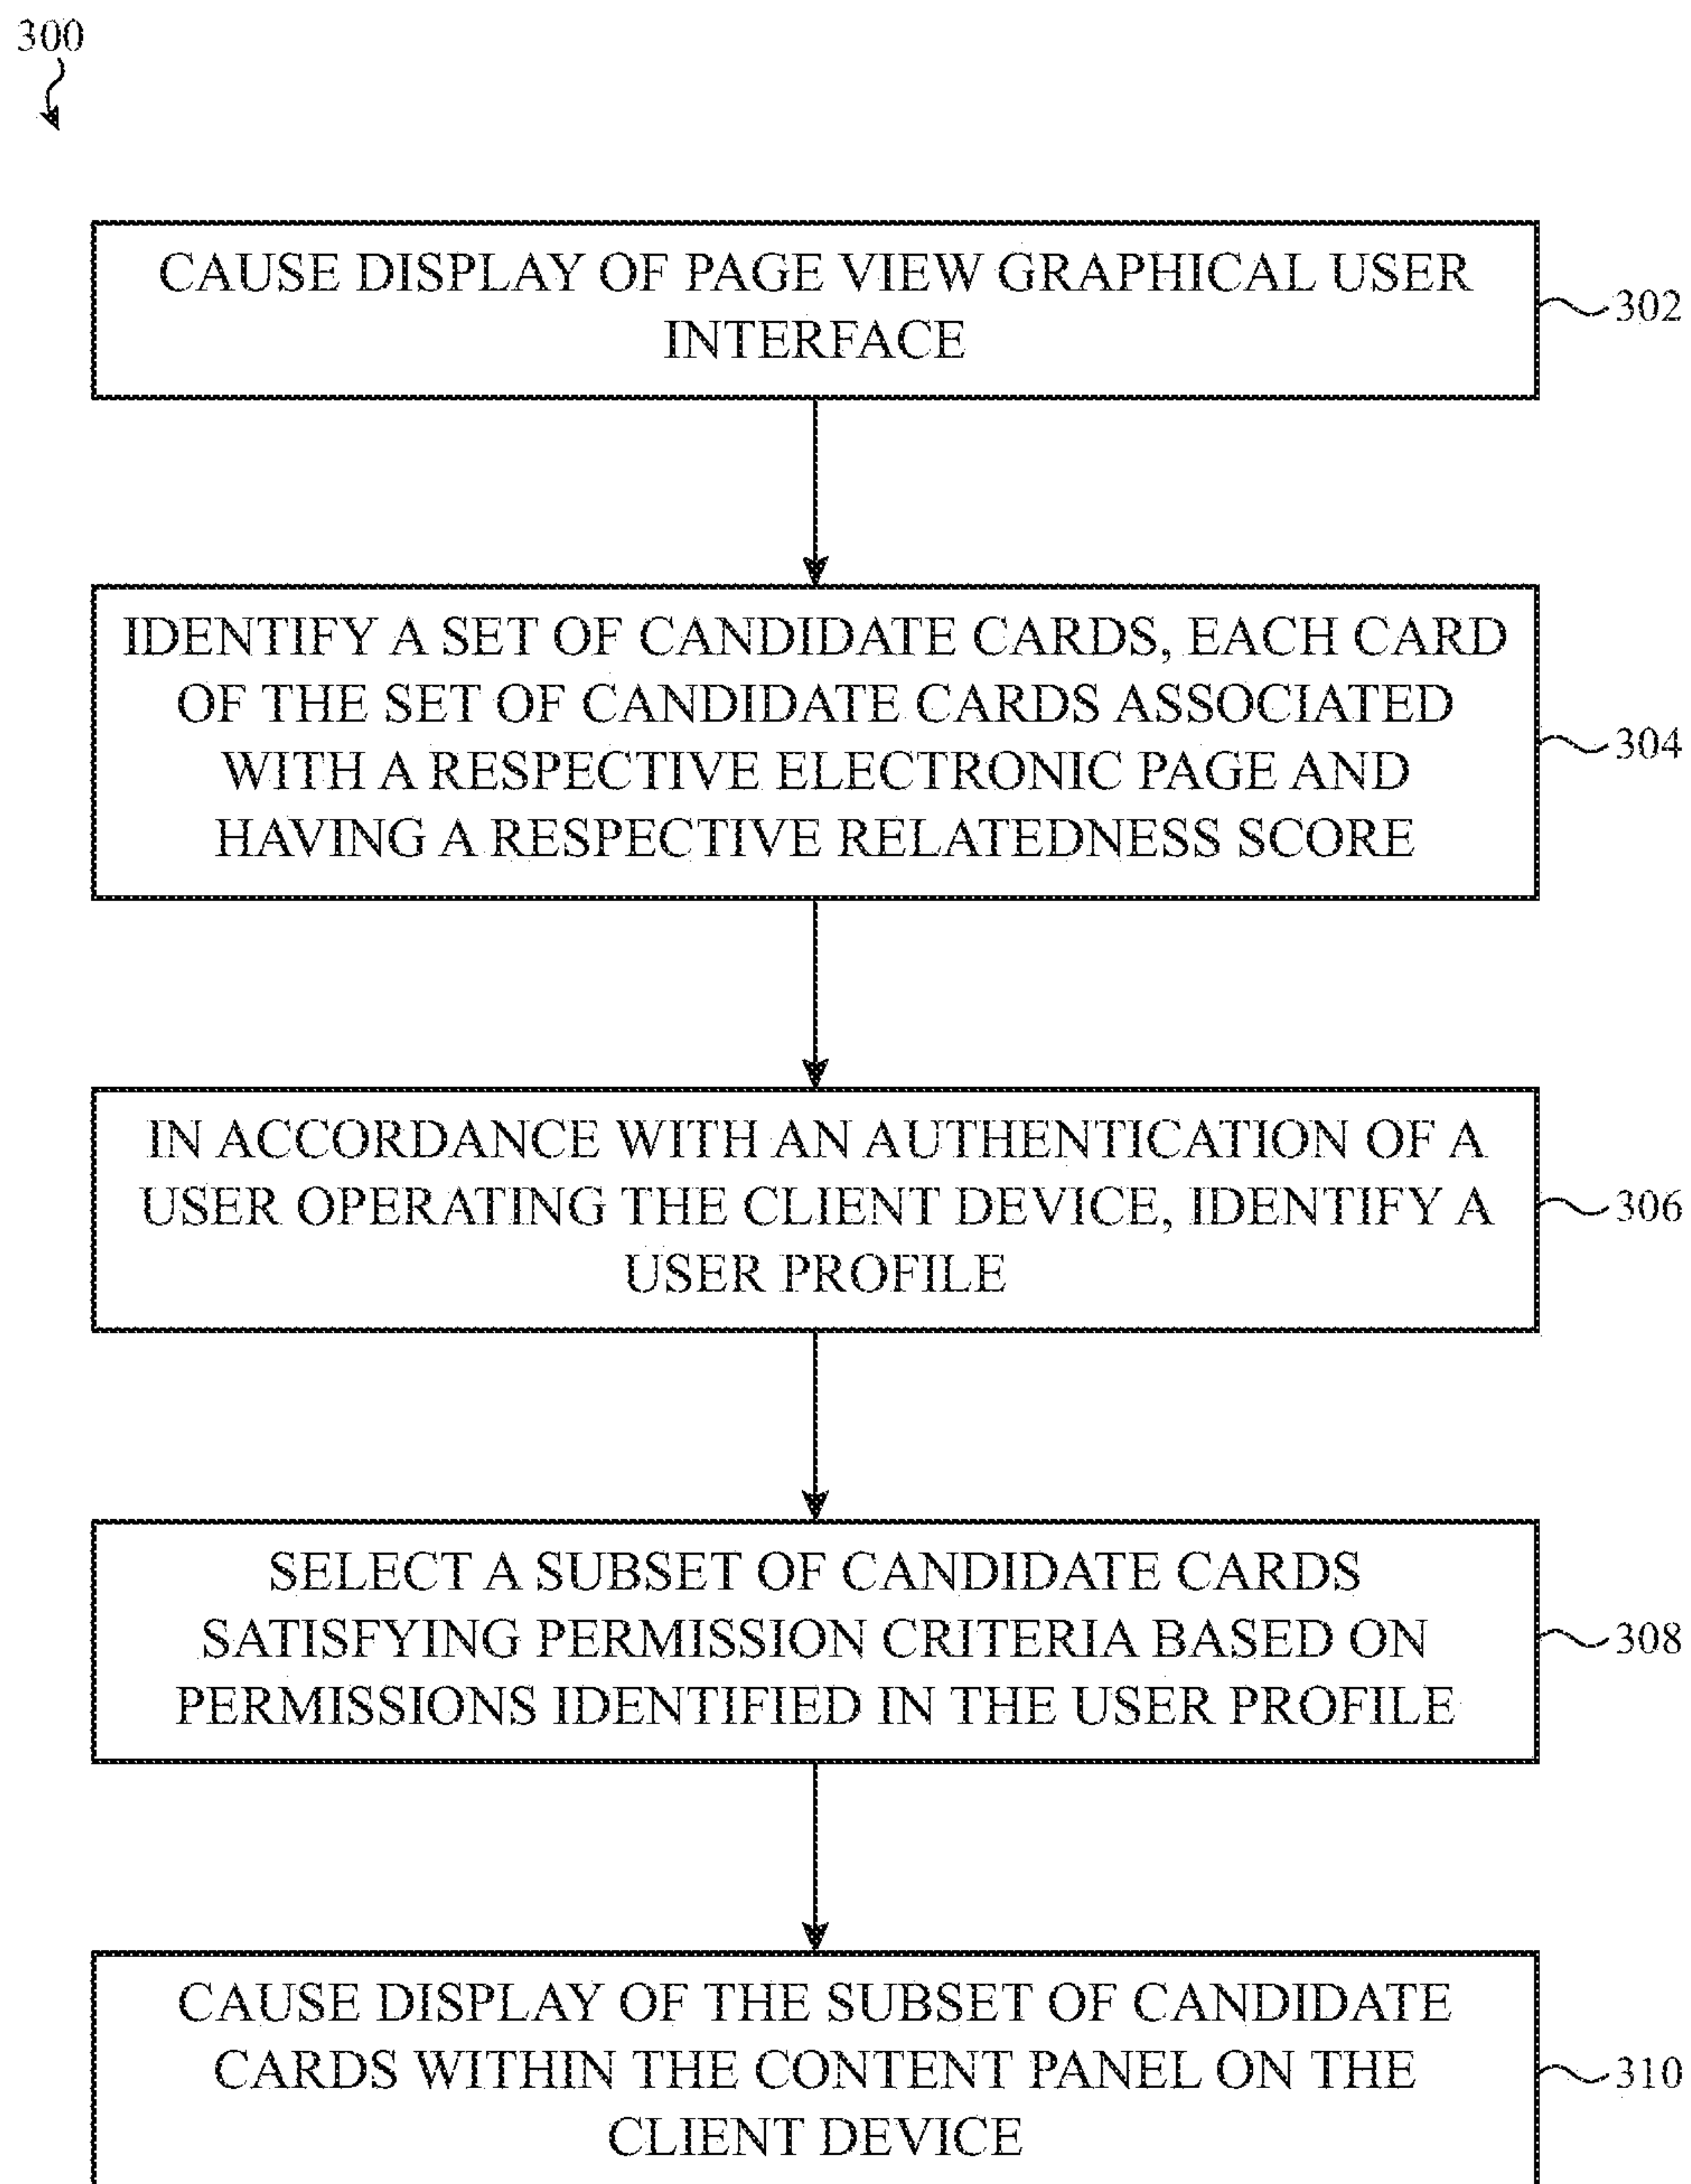 300
CAUSE DISPLAY OF PAGE VIEW GRAPHICAL USER
INTERFACE
302
IDENTIFY A SET OF CANDIDATE CARDS, EACH CARD
OF THE SET OF CANDIDATE CARDS ASSOCIATED
WITH A RESPECTIVE ELECTRONIC PAGE AND
HAVING A RESPECTIVE RELATEDNESS SCORE
304
IN ACCORDANCE WITH AN AUTHENTICATION OF A
USER OPERATING THE CLIENT DEVICE, IDENTIFY A
USER PROFILE
306
SELECT A SUBSET OF CANDIDATE CARDS
SATISFYING PERMISSION CRITERIA BASED ON
PERMISSIONS IDENTIFIED IN THE USER PROFILE
308
CAUSE DISPLAY OF THE SUBSET OF CANDIDATE
CARDS WITHIN THE CONTENT PANEL ON THE
CLIENT DEVICE
310